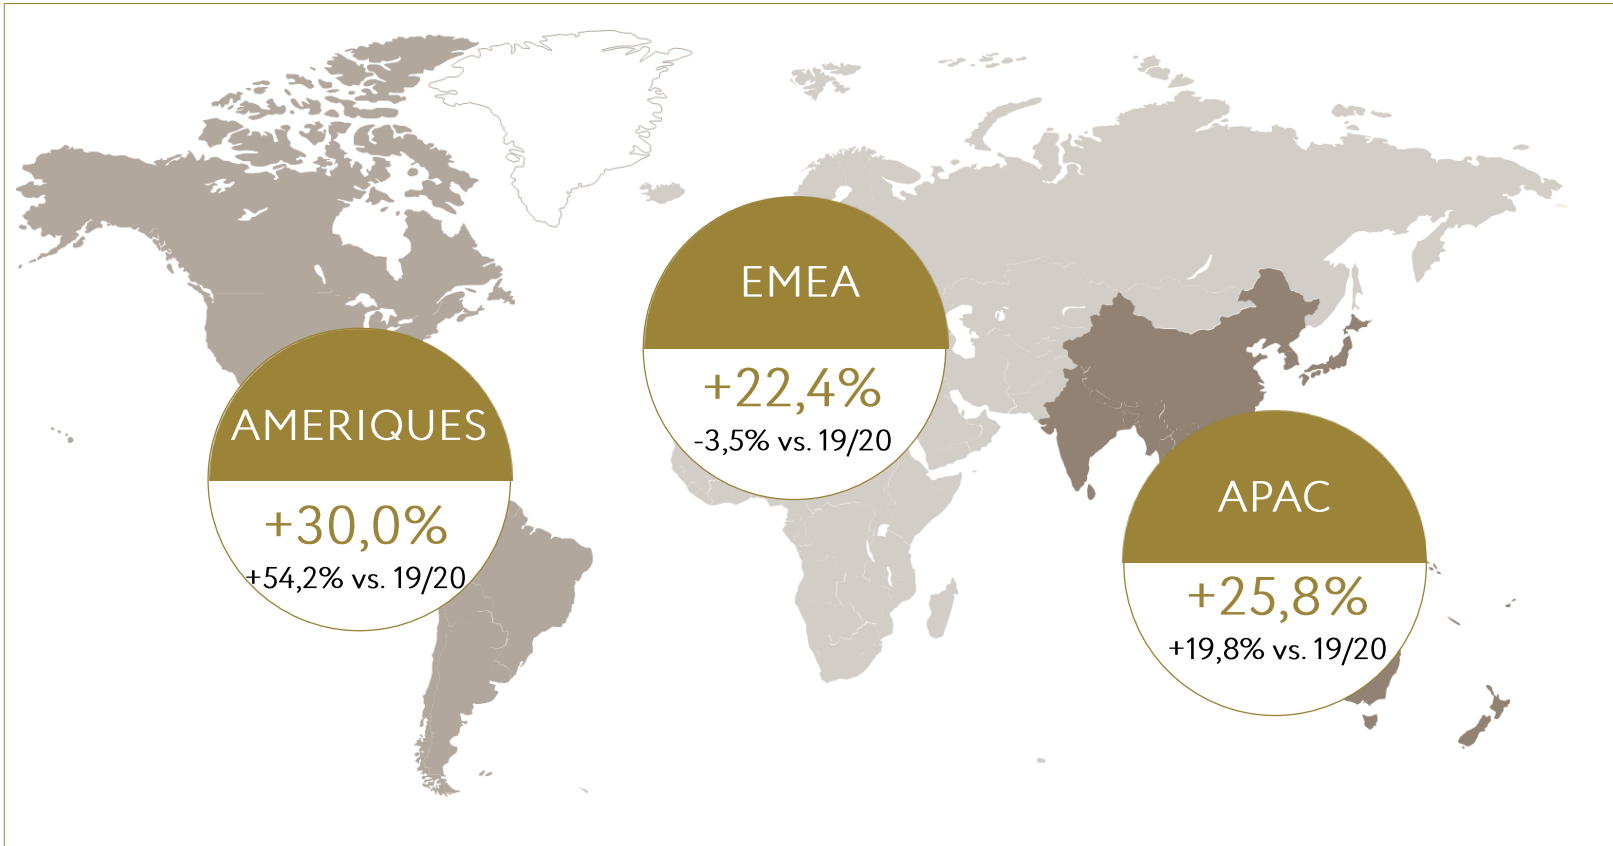 AMERIQUES
+30,0%
+54,2% vs. 19/20
EMEA
+22,4%
-3,5% vs. 19/20
APAC
+25,8%
+19,8% vs. 19/20